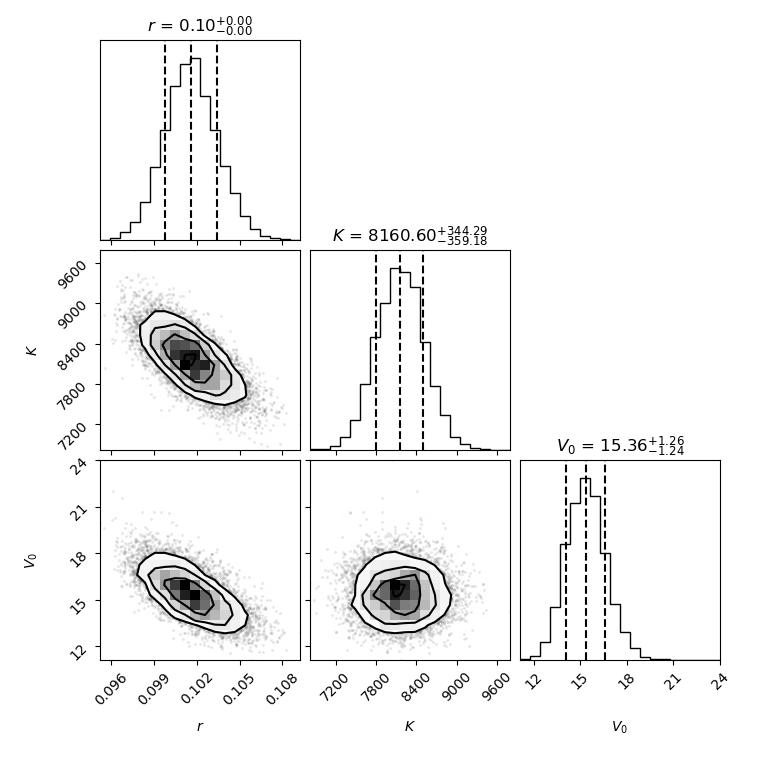 r = 0.10+0.00−0.00
K = 8160.60+344.29−359.18
9600
9000
8400
7800
7200
K
V0 = 15.36+1.26−1.24
24
21
18
15
12
V0
0.096 0.099 0.102 0.105 0.108
7200 7800 8400 9000 9600
12 15 18 21 24
r K V0